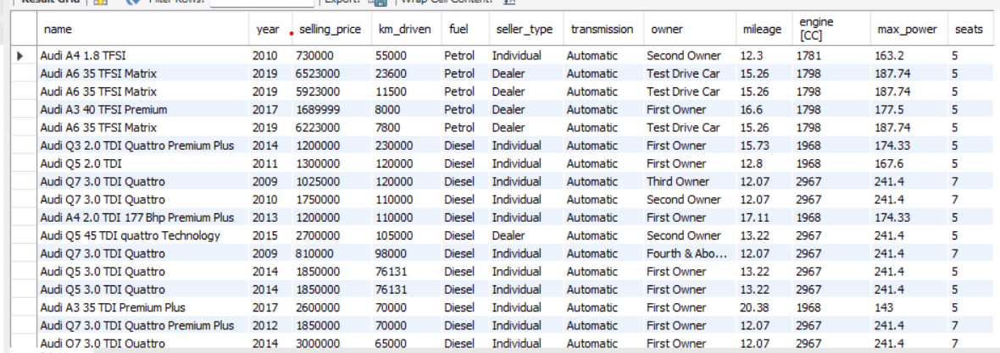 Result Grid | Filter Rows: | Export: | Wrap Cell Content:
name year selling_price km_driven fuel seller_type transmission owner mileage engine [CC] max_power seats
Audi A4 1.8 TFSI 2010 730000 55000 Petrol Individual Automatic Second Owner 12.3 1781 163.2 5
Audi A6 35 TFSI Matrix 2019 6523000 23600 Petrol Dealer Automatic Test Drive Car 15.26 1798 187.74 5
Audi A6 35 TFSI Matrix 2019 5923000 11500 Petrol Dealer Automatic Test Drive Car 15.26 1798 187.74 5
Audi A3 40 TFSI Premium 2017 1689999 8000 Petrol Dealer Automatic First Owner 16.6 1798 177.5 5
Audi A6 35 TFSI Matrix 2019 6223000 7800 Petrol Dealer Automatic Test Drive Car 15.26 1798 187.74 5
Audi Q3 2.0 TDI Quattro Premium Plus 2014 1200000 230000 Diesel Individual Automatic First Owner 15.73 1968 174.33 5
Audi Q5 2.0 TDI 2011 1300000 120000 Diesel Individual Automatic First Owner 12.8 1968 167.6 5
Audi Q7 3.0 TDI Quattro 2009 1025000 120000 Diesel Individual Automatic Third Owner 12.07 2967 241.4 7
Audi Q7 3.0 TDI Quattro 2010 1750000 110000 Diesel Individual Automatic Second Owner 12.07 2967 241.4 7
Audi A4 2.0 TDI 177 Bhp Premium Plus 2013 1200000 110000 Diesel Individual Automatic First Owner 17.11 1968 174.33 5
Audi Q5 45 TDI quattro Technology 2015 2700000 105000 Diesel Dealer Automatic Second Owner 13.22 2967 241.4 5
Audi Q7 3.0 TDI Quattro 2009 810000 98000 Diesel Individual Automatic Fourth & Abo... 12.07 2967 241.4 7
Audi Q5 3.0 TDI Quattro 2014 1850000 76131 Diesel Individual Automatic First Owner 13.22 2967 241.4 5
Audi Q5 3.0 TDI Quattro 2014 1850000 76131 Diesel Individual Automatic First Owner 13.22 2967 241.4 5
Audi A3 35 TDI Premium Plus 2017 2600000 70000 Diesel Individual Automatic First Owner 20.38 1968 143 5
Audi Q7 3.0 TDI Quattro Premium Plus 2012 1850000 70000 Diesel Individual Automatic First Owner 12.07 2967 241.4 7
Audi Q7 3.0 TDI Quattro 2014 3000000 65000 Diesel Individual Automatic First Owner 12.07 2967 241.4 7